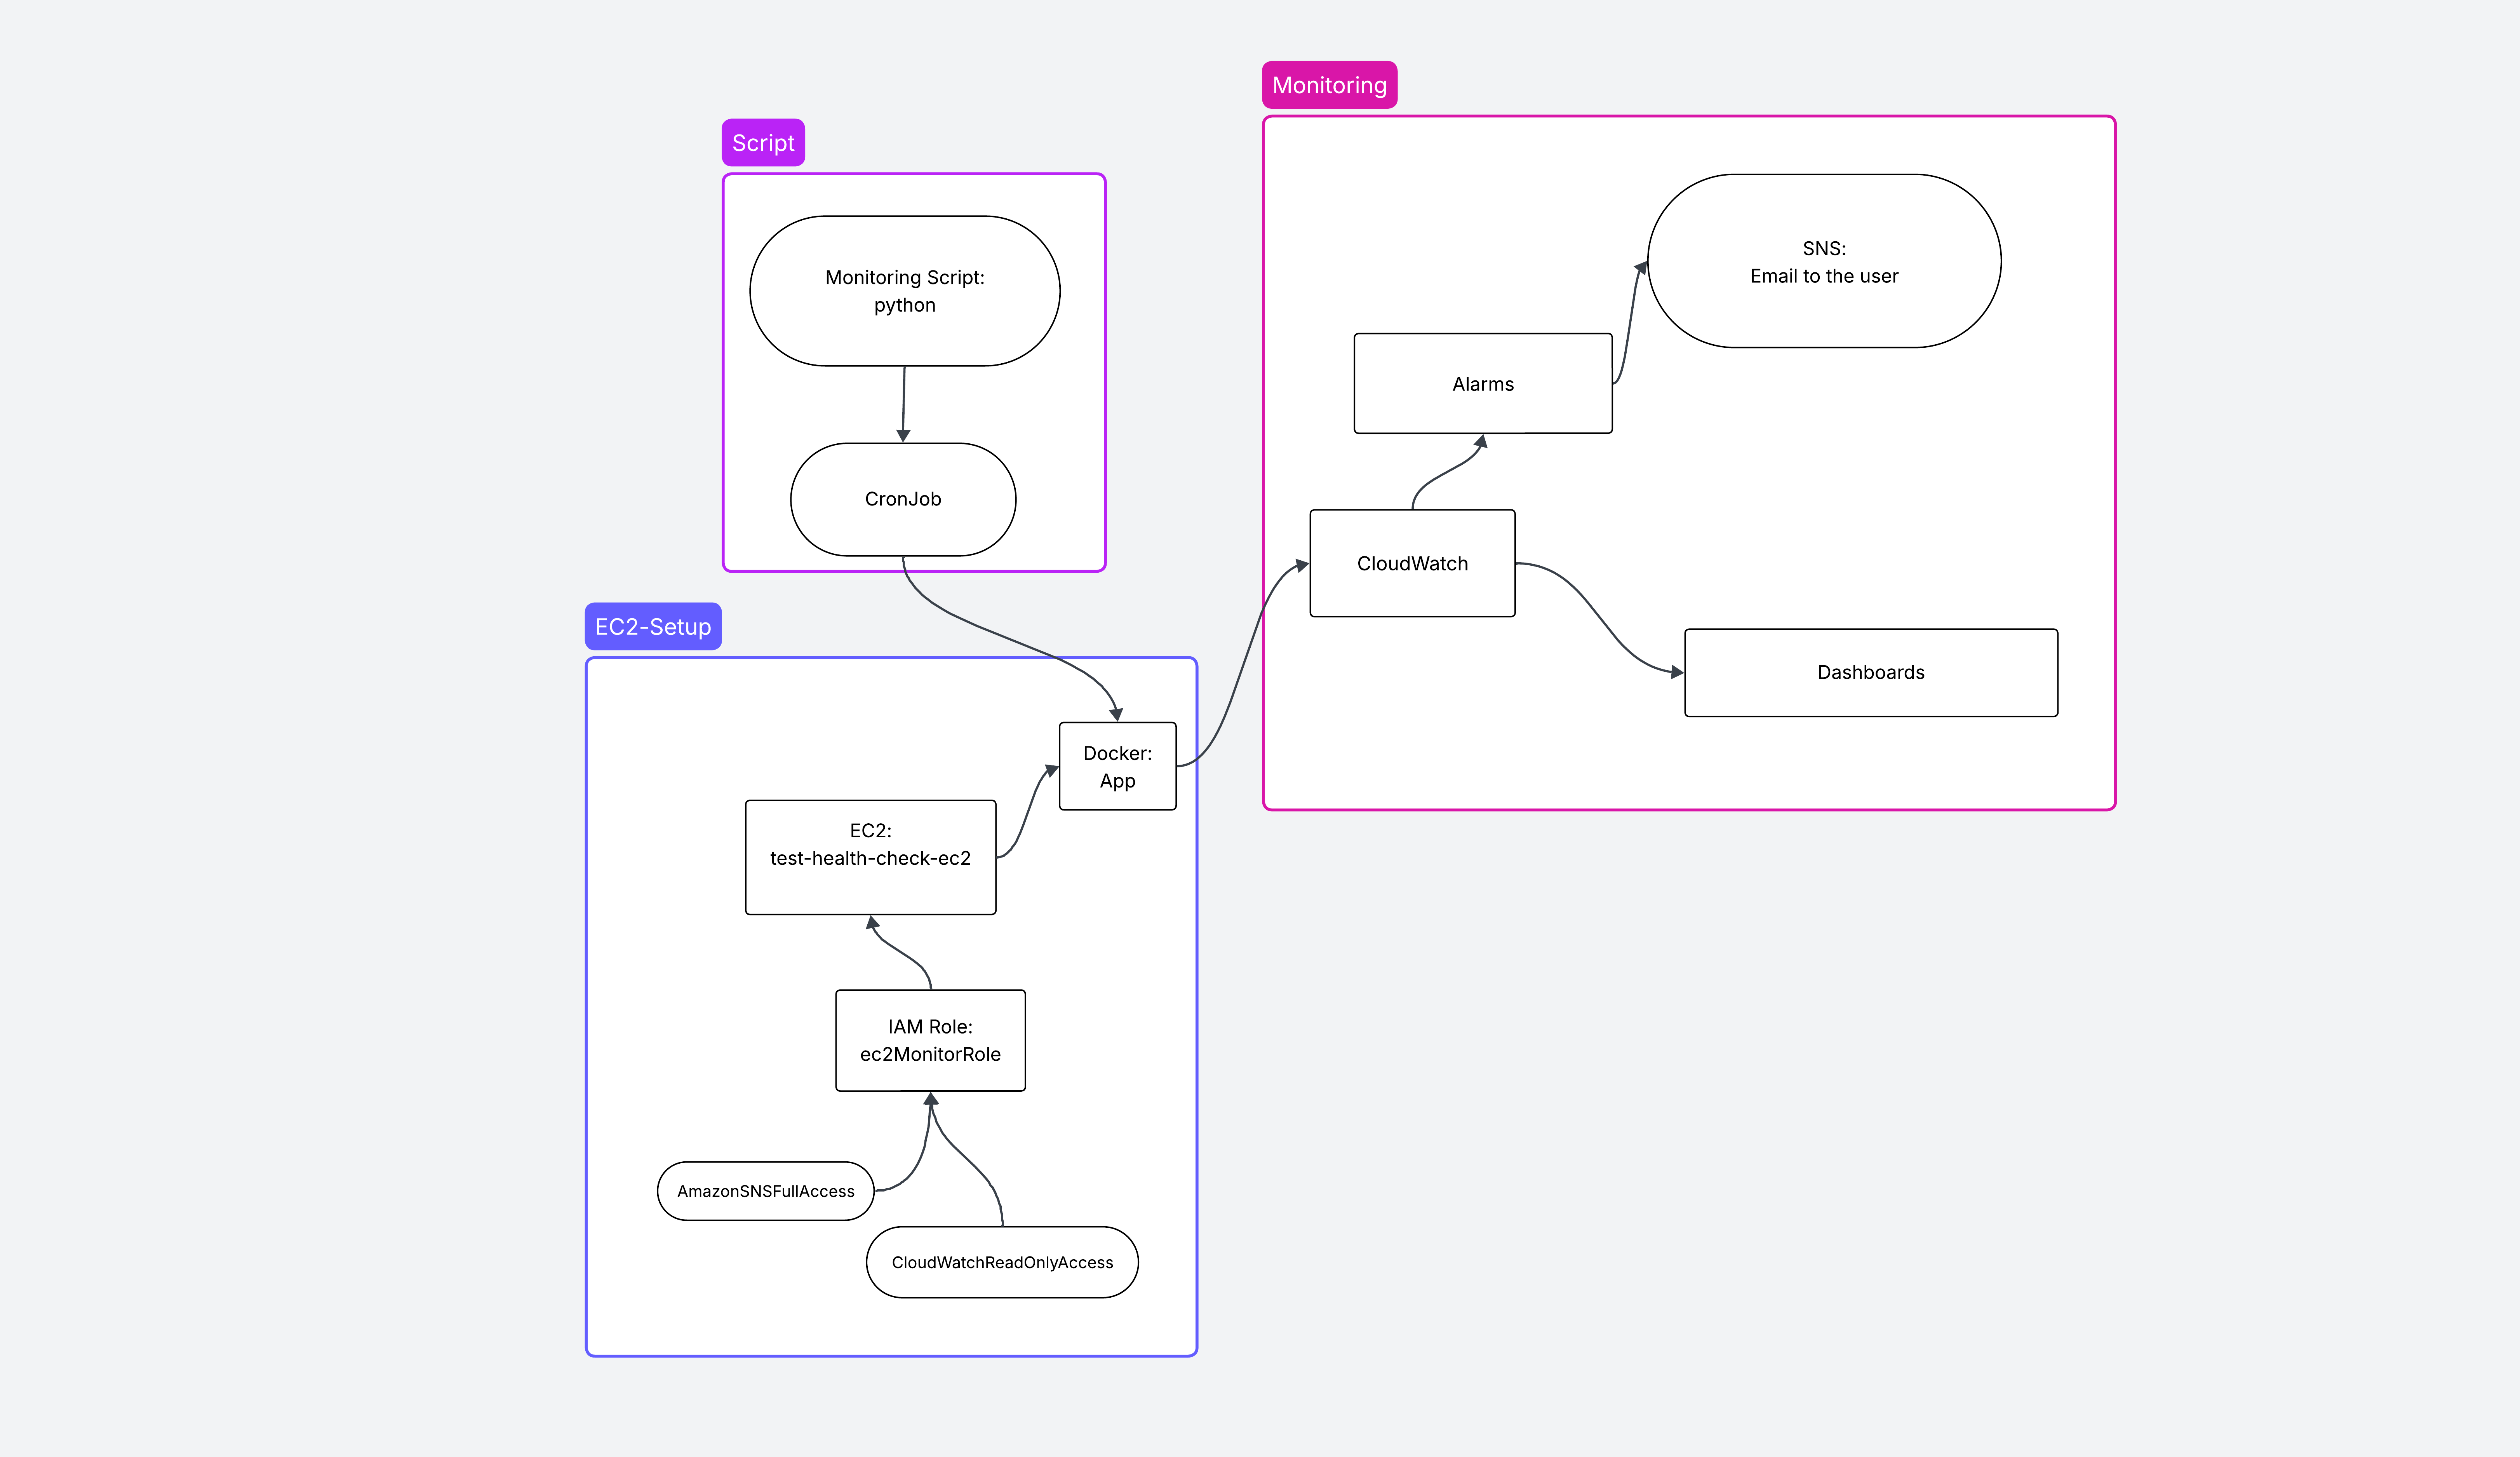 Monitoring
Script
SNS:
Email to the user
Monitoring Script:
python
Alarms
CronJob
CloudWatch
EC2-Setup
Dashboards
Docker:
App
EC2:
test-health-check-ec2
IAM Role:
ec2MonitorRole
AmazonSNSFullAccess
CloudWatchReadOnlyAccess